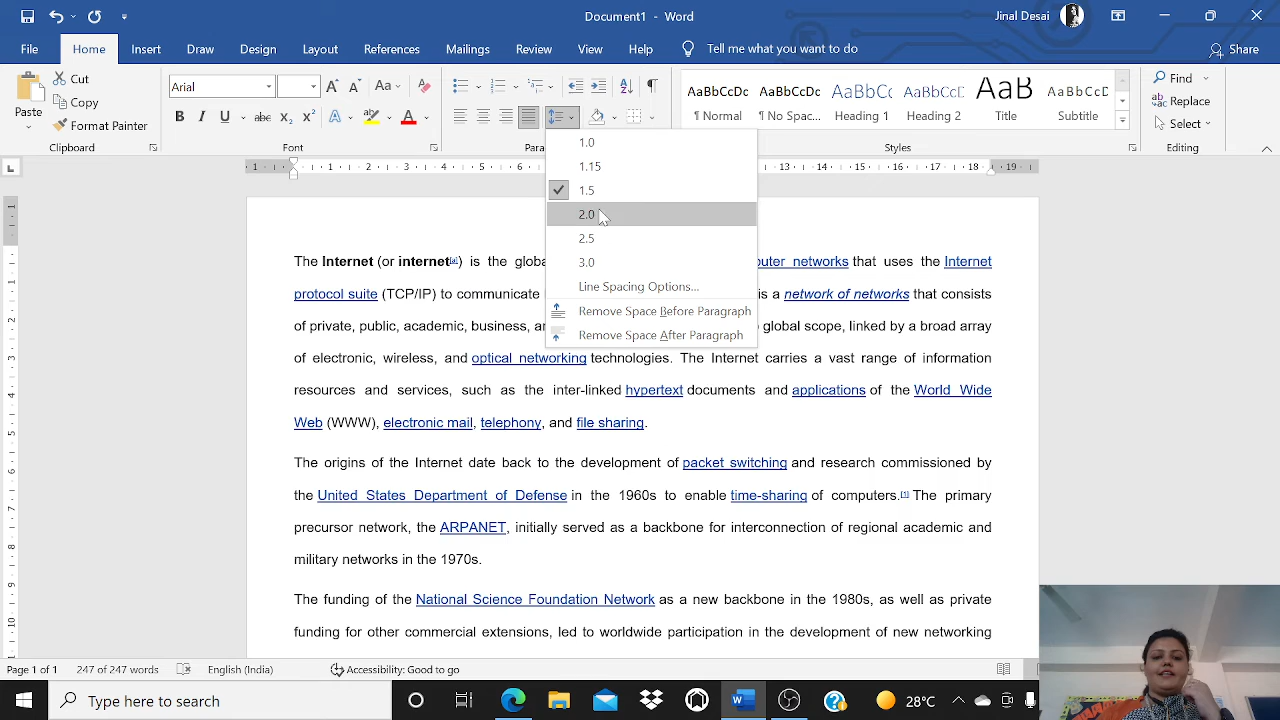 Document1 - Word
Jinal Desai
File Home Insert Draw Design Layout References Mailings Review View Help Tell me what you want to do Share
Paste
Cut
Copy
Format Painter
Clipboard
Arial
Font
Para
AaBbCcDc AaBbCcDc AaBbC AaBbCcD AaB AaBbCcD
¶ Normal ¶ No Spac... Heading 1 Heading 2 Title Subtitle
Styles
Find
Replace
Select
Editing
1.0
1.15
1.5
2.0
2.5
3.0
Line Spacing Options...
Remove Space Before Paragraph
Remove Space After Paragraph
The Internet (or internet[a]) is the globa uter networks that uses the Internet
protocol suite (TCP/IP) to communicate is a network of networks that consists
of private, public, academic, business, an global scope, linked by a broad array
of electronic, wireless, and optical networking technologies. The Internet carries a vast range of information
resources and services, such as the inter-linked hypertext documents and applications of the World Wide
Web (WWW), electronic mail, telephony, and file sharing.
The origins of the Internet date back to the development of packet switching and research commissioned by
the United States Department of Defense in the 1960s to enable time-sharing of computers.[1] The primary
precursor network, the ARPANET, initially served as a backbone for interconnection of regional academic and
military networks in the 1970s.
The funding of the National Science Foundation Network as a new backbone in the 1980s, as well as private
funding for other commercial extensions, led to worldwide participation in the development of new networking
Page 1 of 1 247 of 247 words English (India) Accessibility: Good to go
Type here to search
28°C